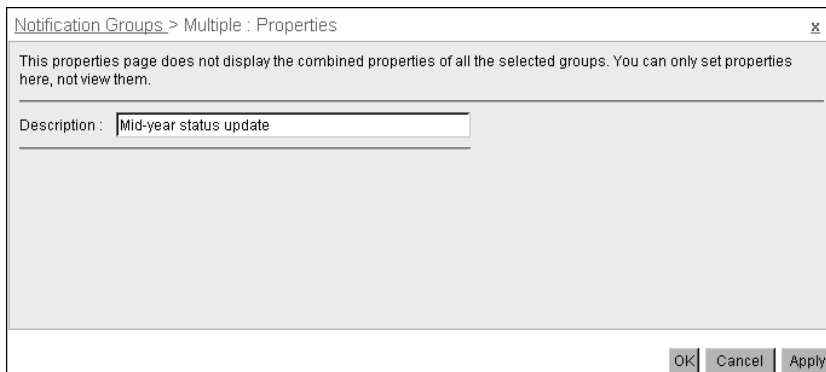 Notification Groups > Multiple : Properties x
This properties page does not display the combined properties of all the selected groups. You can only set properties
here, not view them.
Description : Mid-year status update
OK Cancel Apply